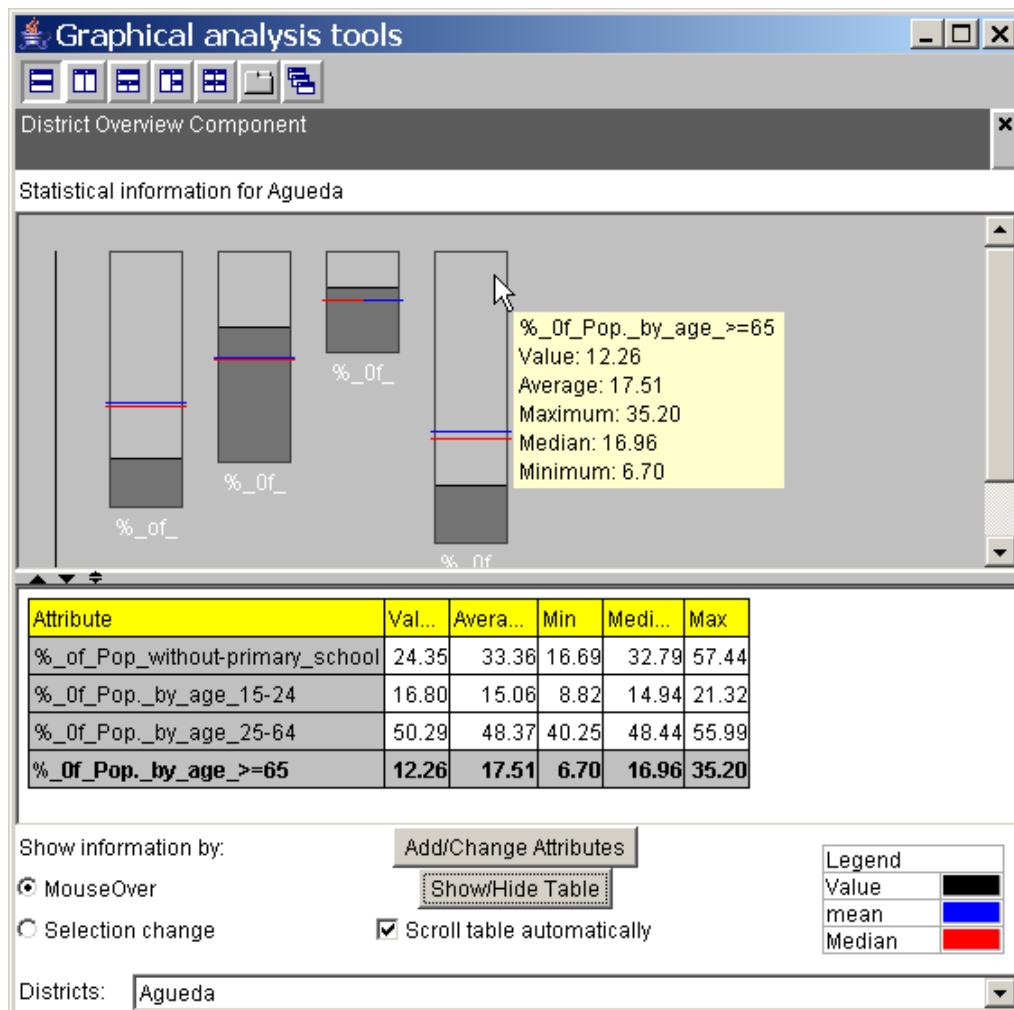 Graphical analysis tools
District Overview Component
Statistical information for Agueda
%_0f_Pop._by_age_>=65
Value: 12.26
Average: 17.51
Maximum: 35.20
Median: 16.96
Minimum: 6.70
%_of_
%_0f_
%_0f_
%_0f_
Attribute Val... Avera... Min Medi... Max
%_of_Pop_without-primary_school 24.35 33.36 16.69 32.79 57.44
%_0f_Pop._by_age_15-24 16.80 15.06 8.82 14.94 21.32
%_0f_Pop._by_age_25-64 50.29 48.37 40.25 48.44 55.99
%_0f_Pop._by_age_>=65 12.26 17.51 6.70 16.96 35.20
Show information by:
MouseOver
Selection change
Add/Change Attributes
Show/Hide Table
Scroll table automatically
Legend
Value
mean
Median
Districts: Agueda